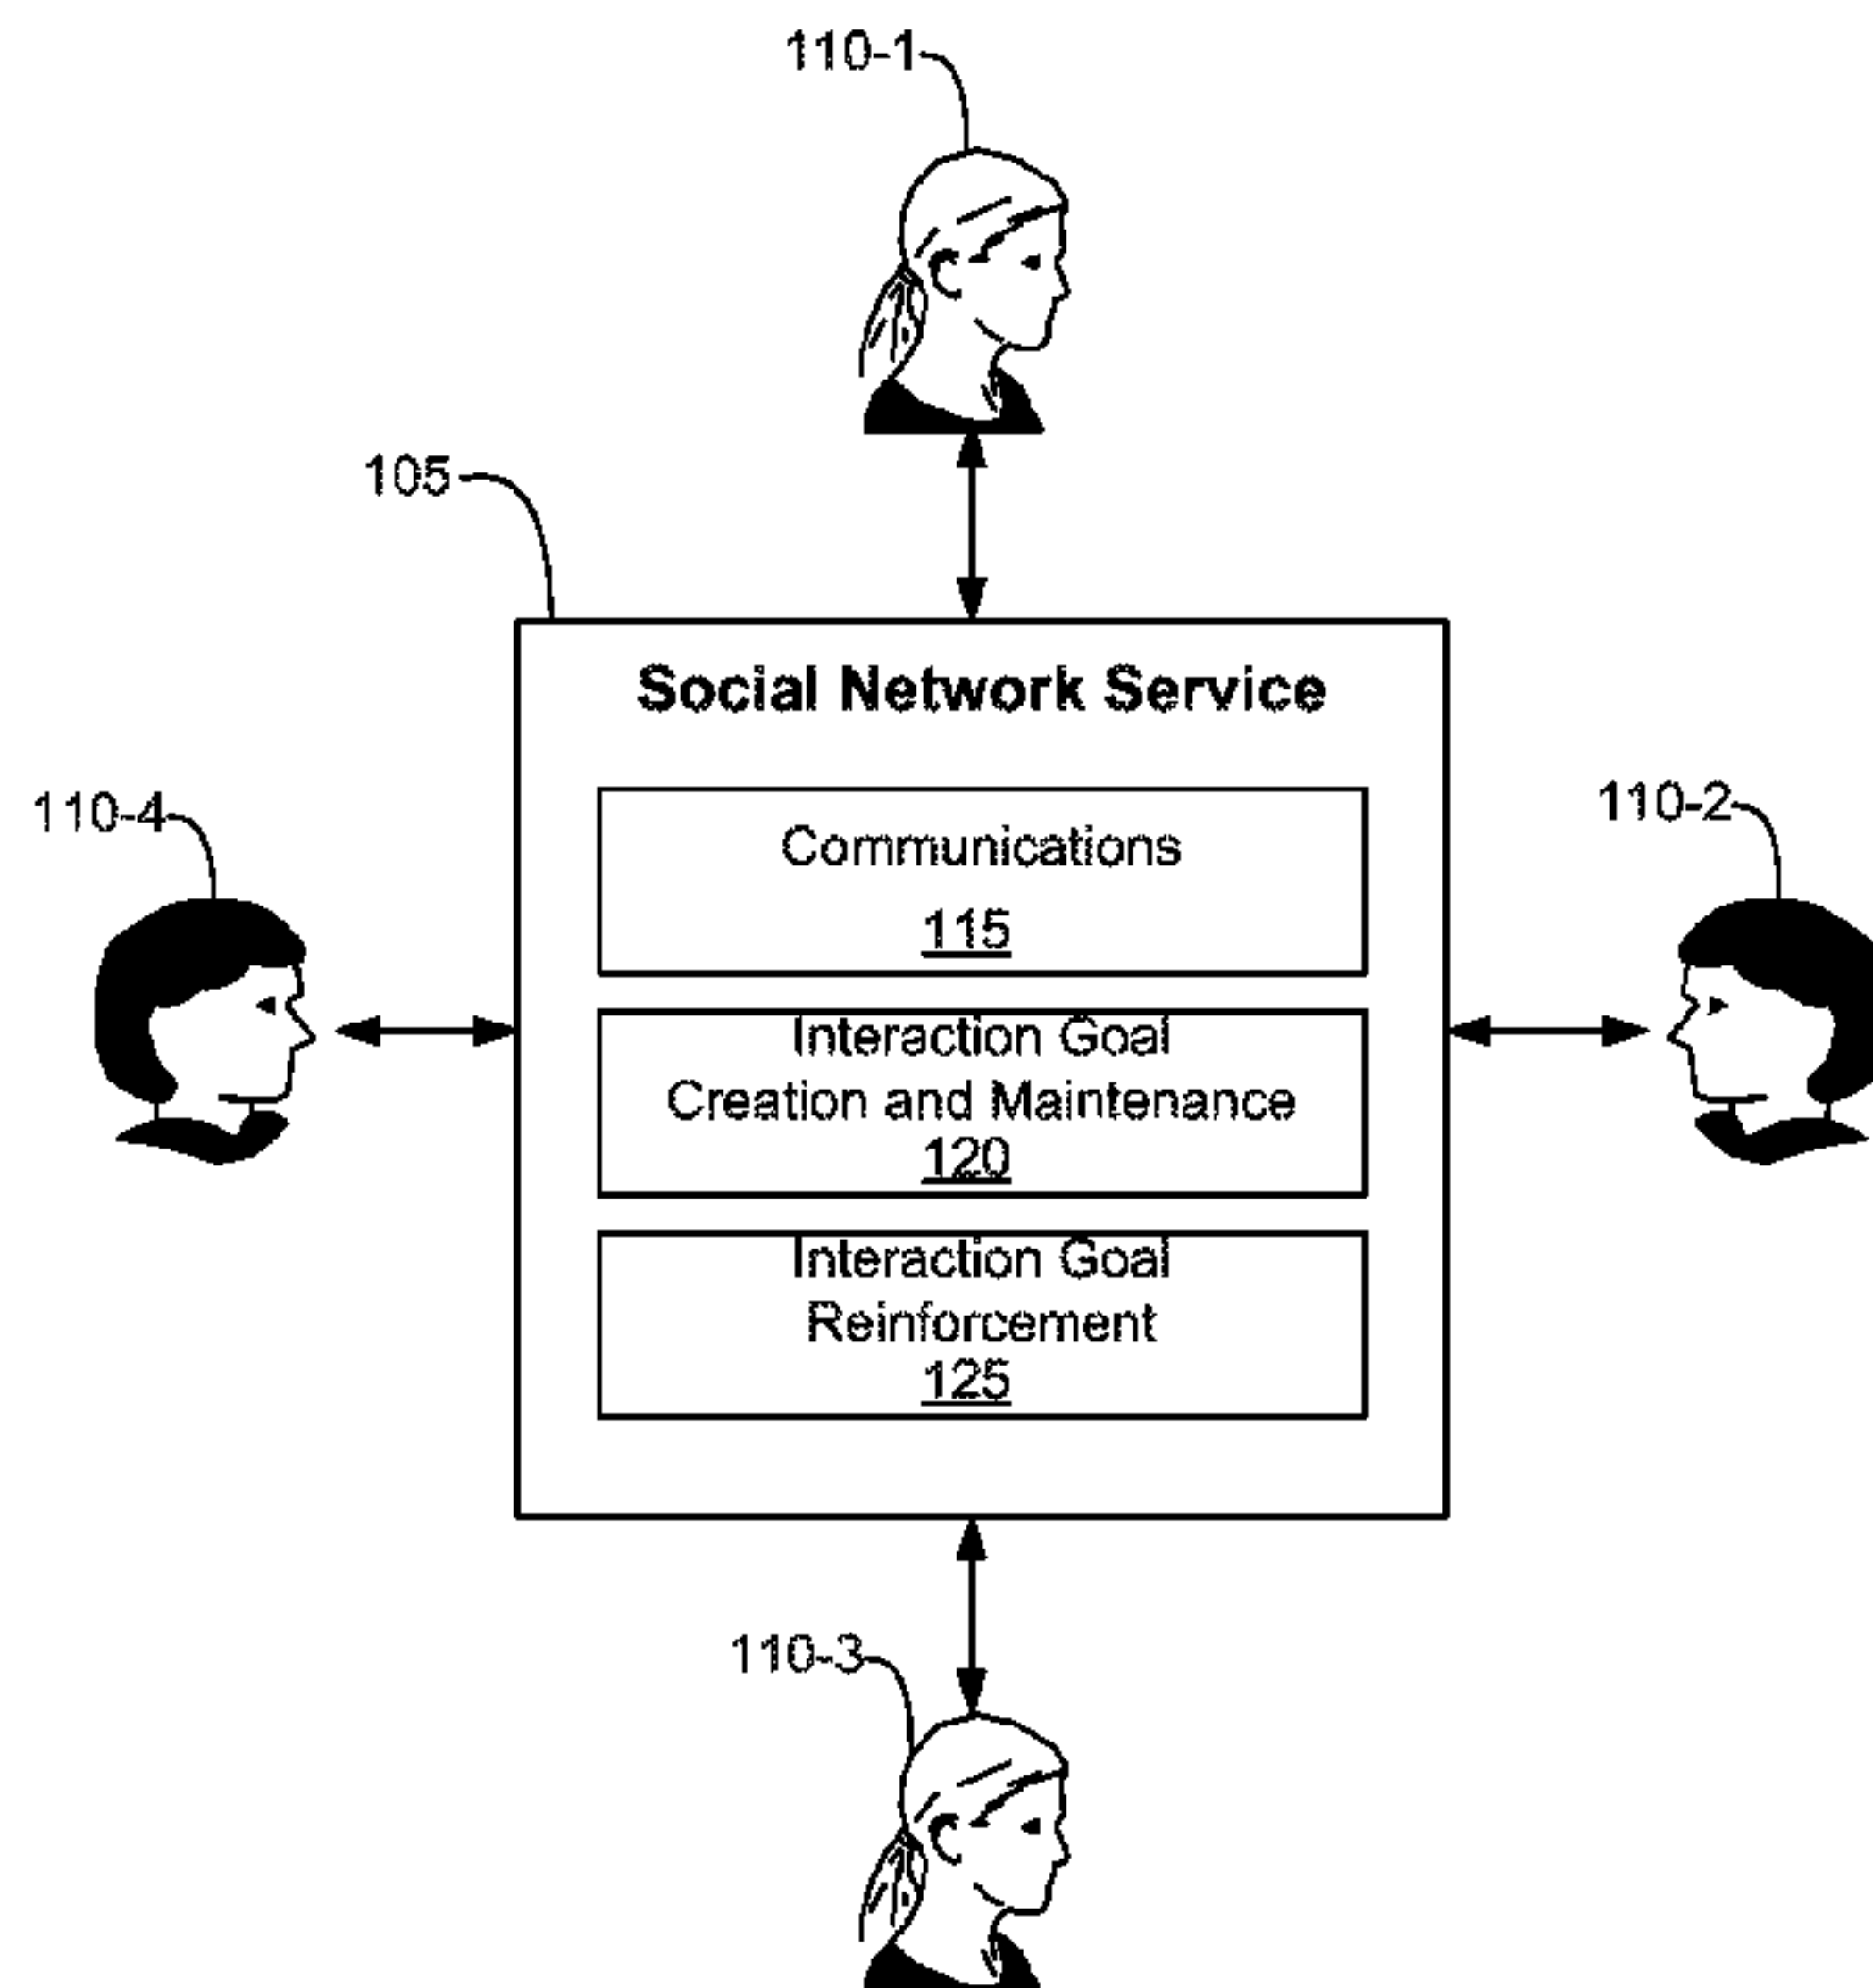 110-1
105
Social Network Service
110-4
110-2
Communications
115
Interaction Goal
Creation and Maintenance
120
Interaction Goal
Reinforcement
125
110-3